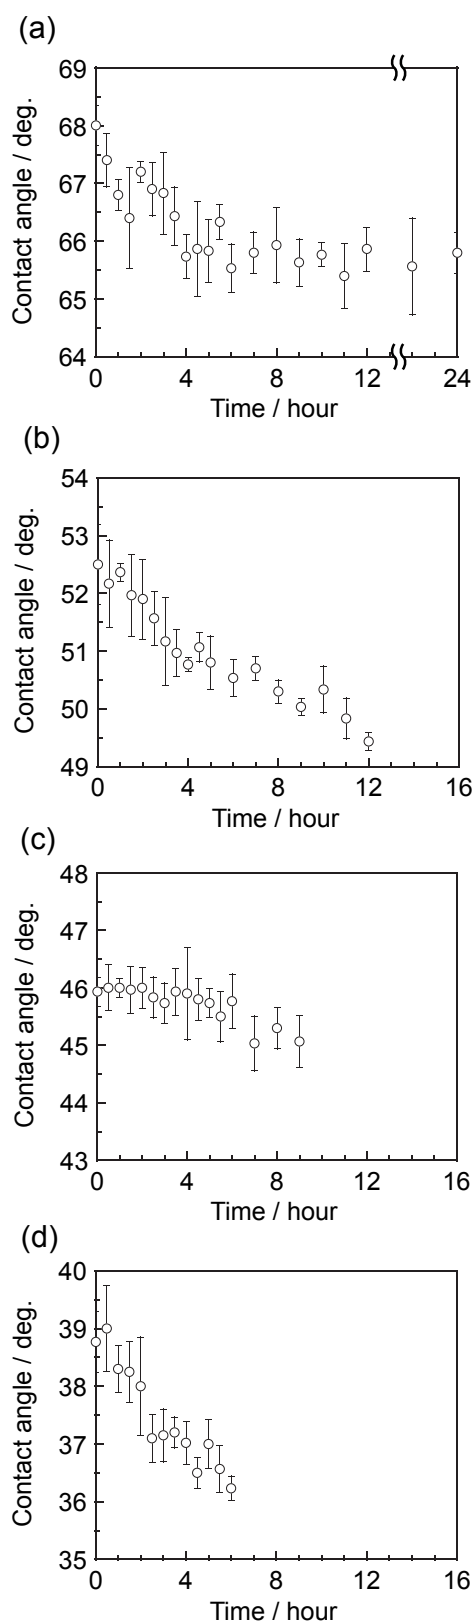 (a)
69
68
67
66
65
64
Contact angle / deg.
0 4 8 12 24
Time / hour
(b)
54
53
52
51
50
49
Contact angle / deg.
0 4 8 12 16
Time / hour
(c)
48
47
46
45
44
43
Contact angle / deg.
0 4 8 12 16
Time / hour
(d)
40
39
38
37
36
35
Contact angle / deg.
0 4 8 12 16
Time / hour